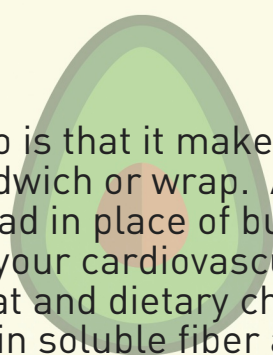 is that it make
dwich or wrap.
ad in place of bu
your cardiovascu
at and dietary ch
in soluble fiber